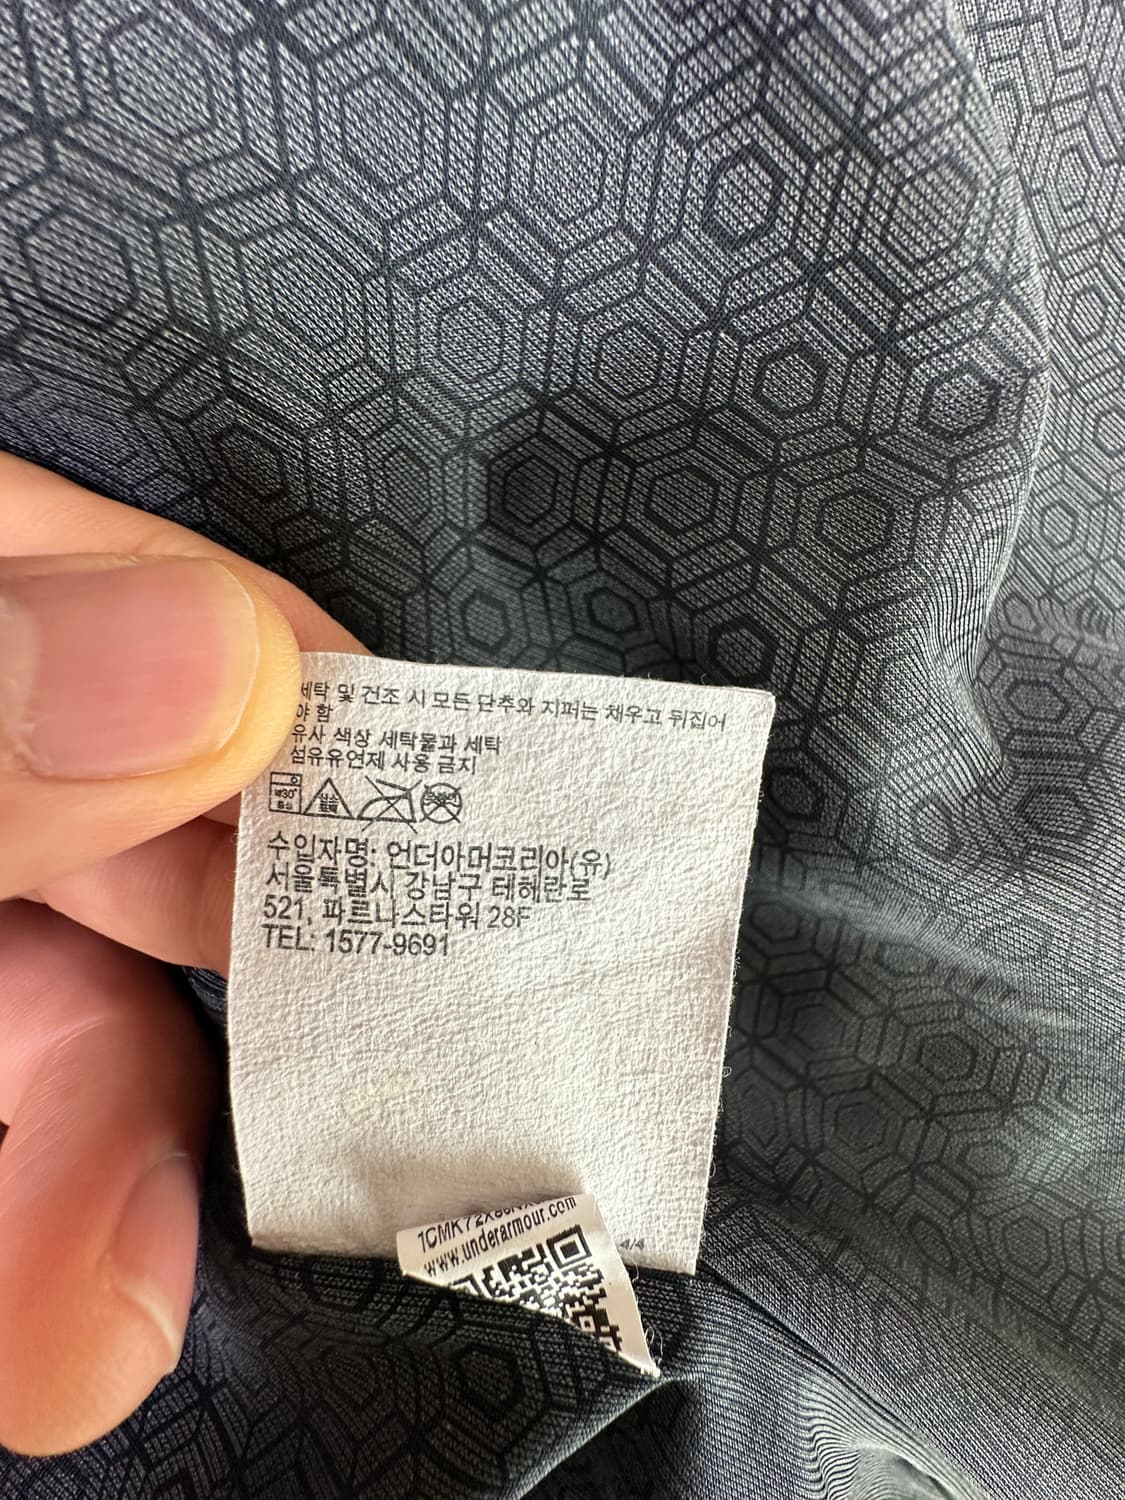 세탁 및 건조 시 모든 단추와 지퍼는 채우고 뒤집어
야 함
유사 색상 세탁물과 세탁
섬유유연제 사용 금지
수입자명: 언더아머코리아(유)
서울특별시 강남구 테헤란로
521, 파르나스타워 28F
TEL: 1577-9691
www.underarmour.com
4/4